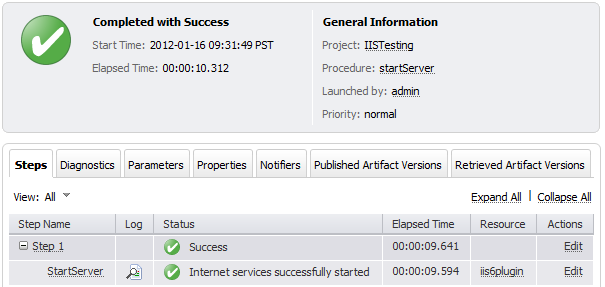 Completed with Success
Start Time: 2012-01-16 09:31:49 PST
Elapsed Time: 00:00:10.312
General Information
Project: IISTesting
Procedure: startServer
Launched by: admin
Priority: normal
Steps Diagnostics Parameters Properties Notifiers Published Artifact Versions Retrieved Artifact Versions
View: All Expand All | Collapse All
Step Name Log Status Elapsed Time Resource Actions
Step 1 Success 00:00:09.641 Edit
StartServer Internet services successfully started 00:00:09.594 iis6plugin Edit